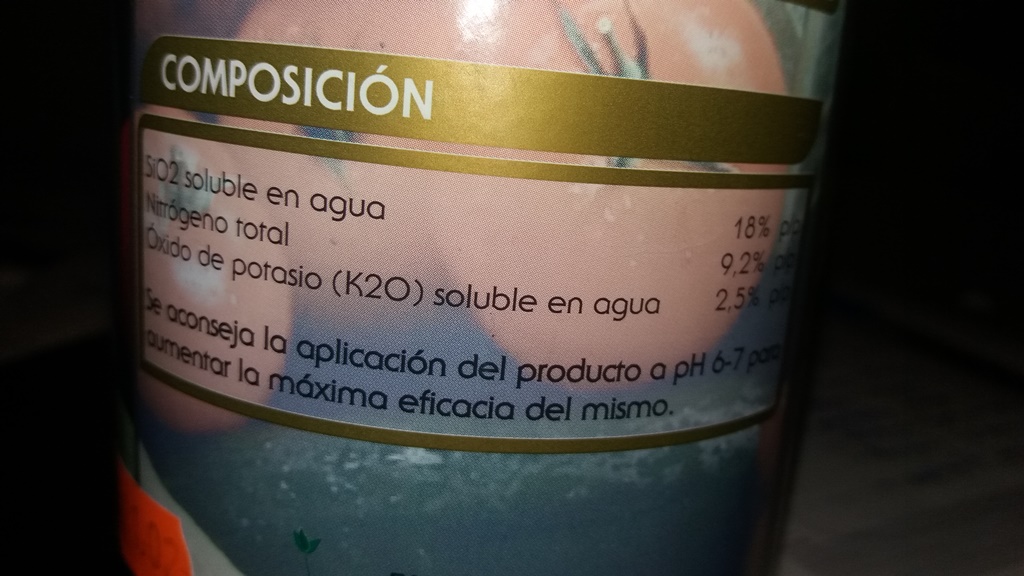 COMPOSICIÓN
SiO2 soluble en agua 18% p/p
Nitrógeno total 9,2% p/p
Óxido de potasio (K2O) soluble en agua 2,5% p/p
Se aconseja la aplicación del producto a pH 6-7 para
aumentar la máxima eficacia del mismo.